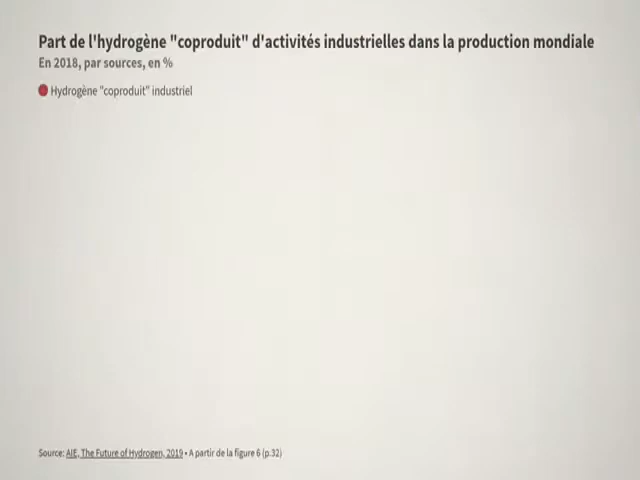 Part de l'hydrogène "coproduit" d'activités industrielles dans la production mondiale
En 2018, par sources, en %
Hydrogène "coproduit" industriel
Source: AIE, The Future of Hydrogen, 2019 • A partir de la figure 6 (p.32)